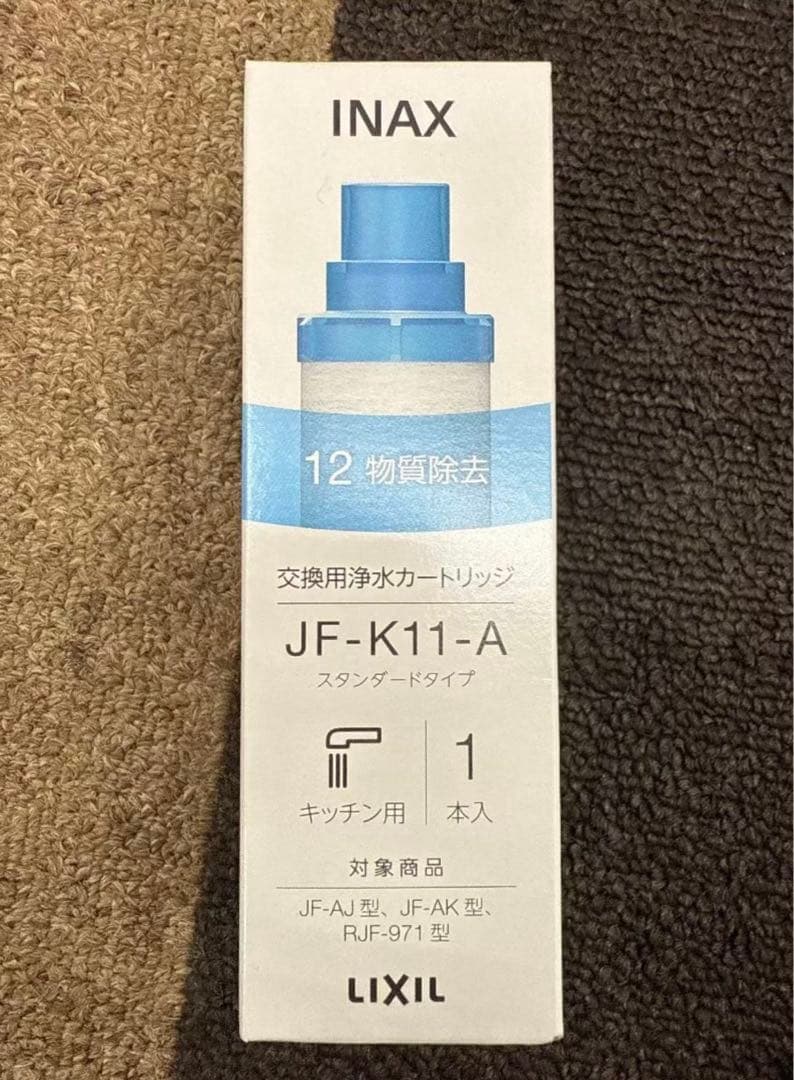 INAX
12 物質除去
交換用浄水カートリッジ
JF-K11-A
スタンダードタイプ
キッチン用
1
本入
対象商品
JF-AJ 型、JF-AK 型、
RJF-971 型
LIXIL